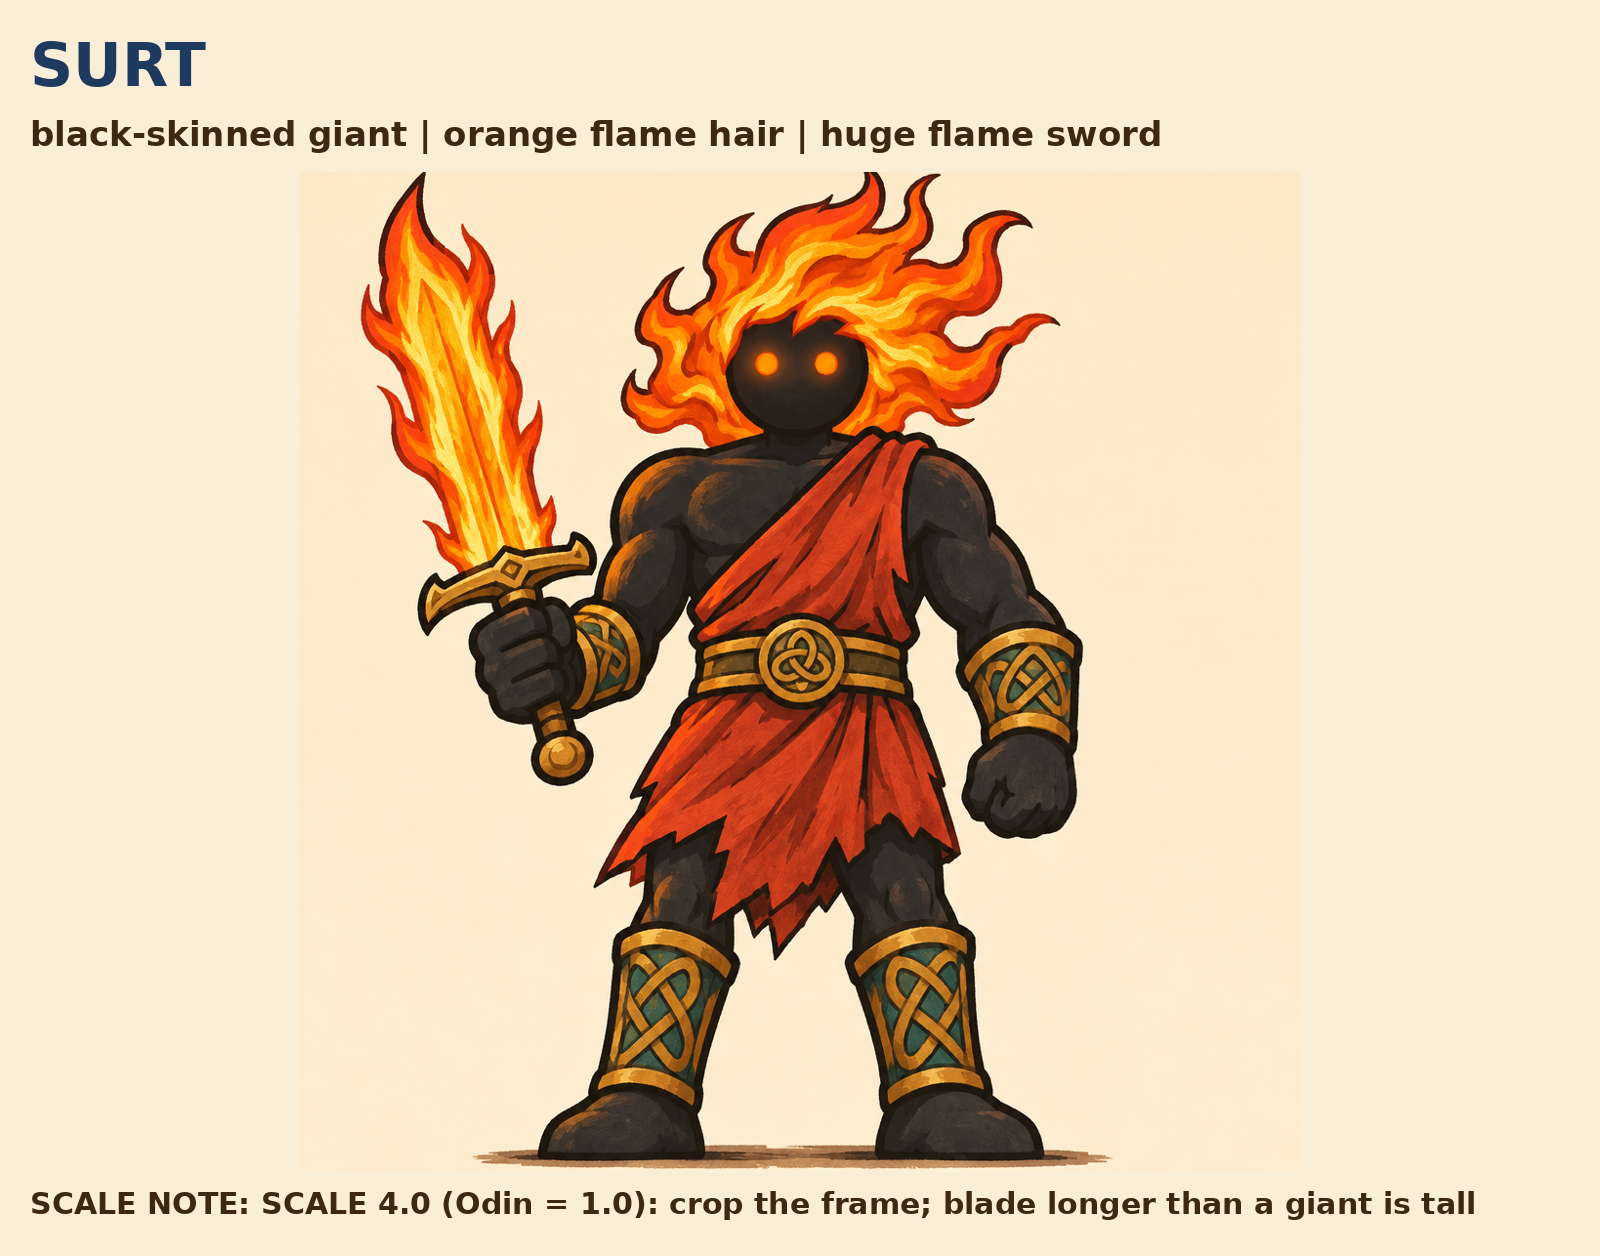 SURT
black-skinned giant | orange flame hair | huge flame sword
SCALE NOTE: SCALE 4.0 (Odin = 1.0): crop the frame; blade longer than a giant is tall